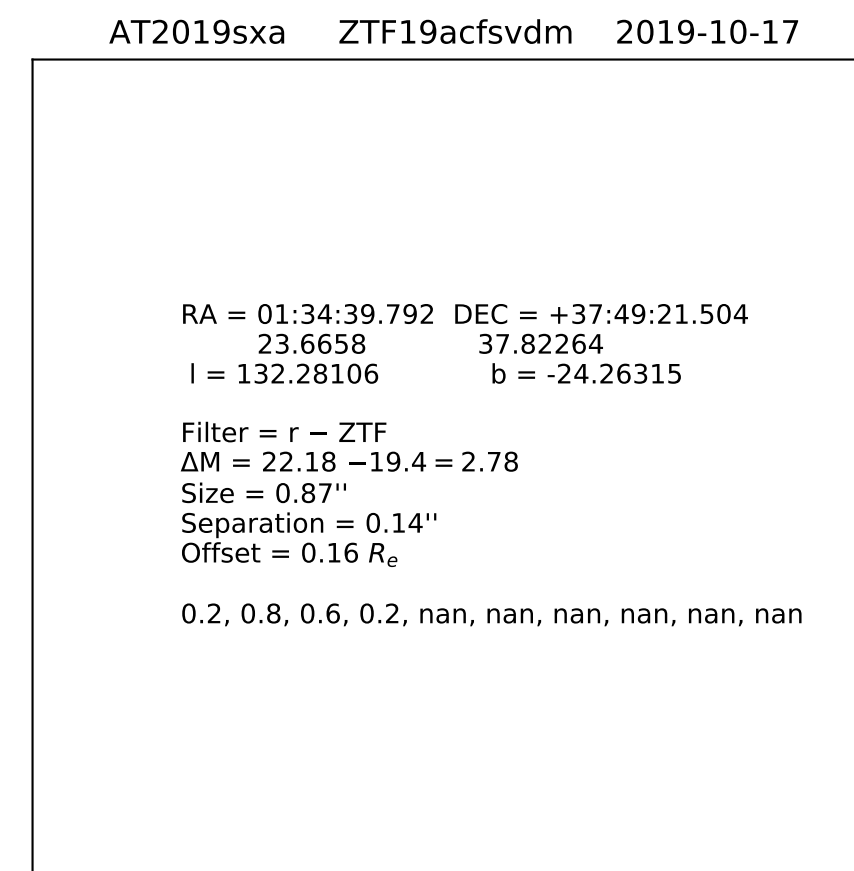 AT2019sxa ZTF19acfsvdm 2019-10-17
RA = 01:34:39.792 DEC = +37:49:21.504
23.6658 37.82264
l = 132.28106 b = -24.26315
Filter = r − ZTF
ΔM = 22.18 −19.4 = 2.78
Size = 0.87''
Separation = 0.14''
Offset = 0.16 Rₑ
0.2, 0.8, 0.6, 0.2, nan, nan, nan, nan, nan, nan